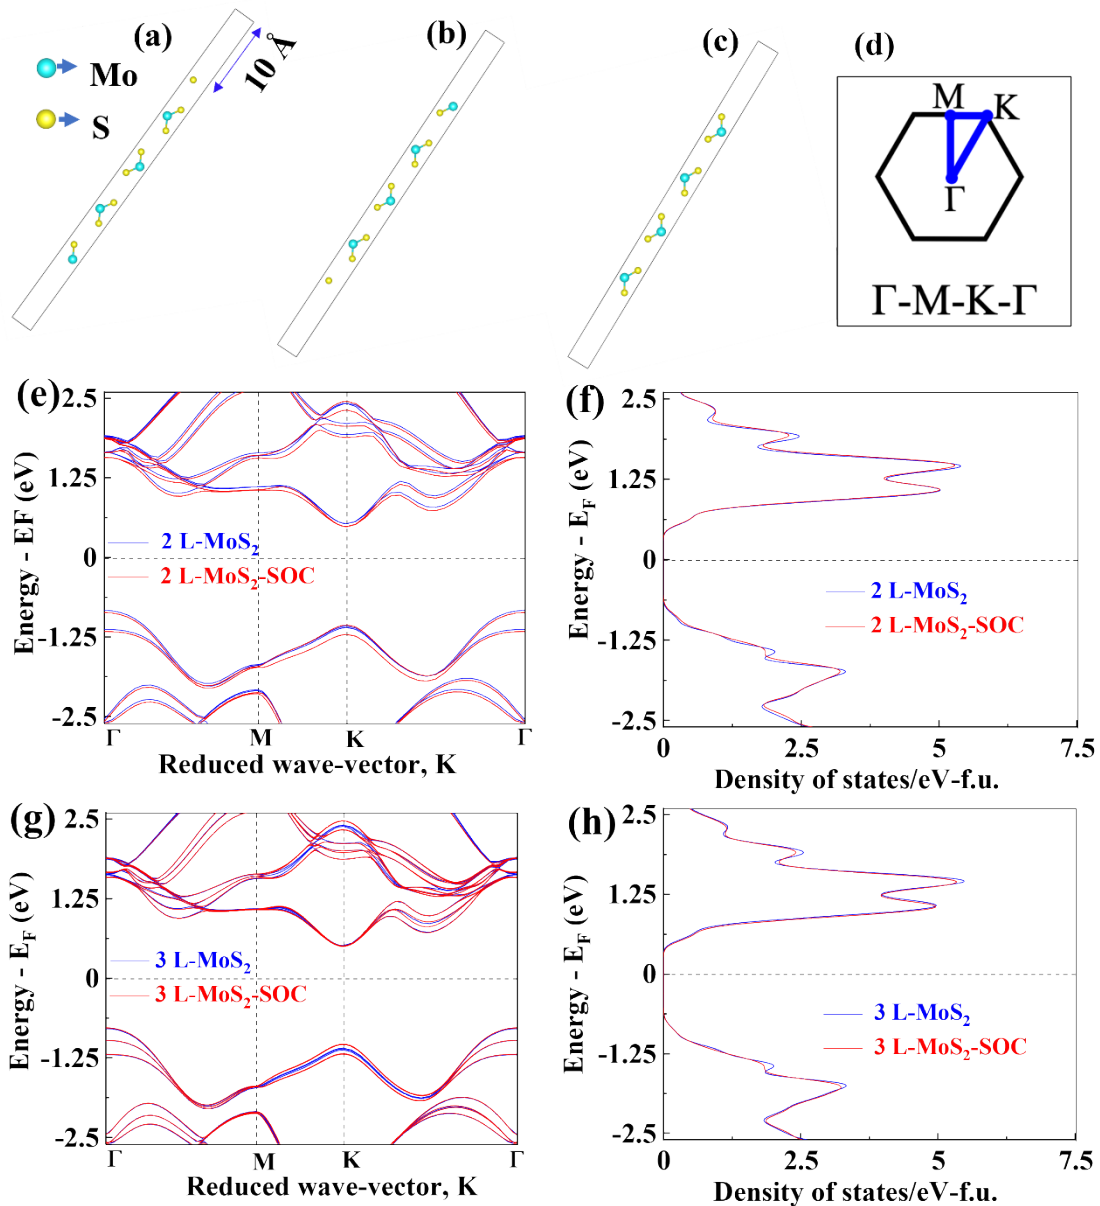 (a)
(b)
(c)
(d)
Mo
S
10 Å
M
K
Γ
Γ-M-K-Γ
(e)
2.5
1.25
0
-1.25
-2.5
Energy - EF (eV)
2 L-MoS2
2 L-MoS2-SOC
Γ
M
K
Γ
Reduced wave-vector, K
(f)
2.5
1.25
0
-1.25
-2.5
Energy - EF (eV)
2 L-MoS2
2 L-MoS2-SOC
0
2.5
5
7.5
Density of states/eV-f.u.
(g)
2.5
1.25
0
-1.25
-2.5
Energy - EF (eV)
3 L-MoS2
3 L-MoS2-SOC
Γ
M
K
Γ
Reduced wave-vector, K
(h)
2.5
1.25
0
-1.25
-2.5
Energy - EF (eV)
3 L-MoS2
3 L-MoS2-SOC
0
2.5
5
7.5
Density of states/eV-f.u.